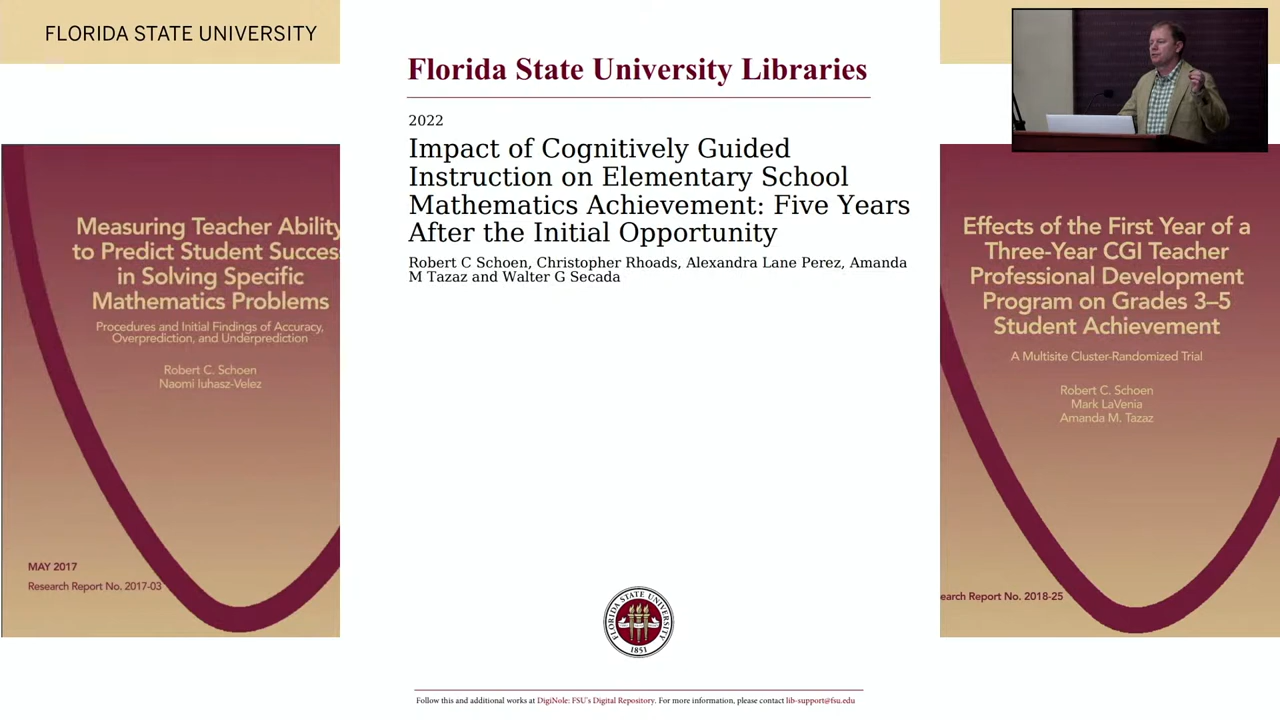 FLORIDA STATE UNIVERSITY
Measuring Teacher Ability
to Predict Student Succes
in Solving Specific
Mathematics Problems
Procedures and Initial Findings of Accuracy,
Overprediction, and Underprediction
Robert C. Schoen
Naomi Iuhasz-Velez
MAY 2017
Research Report No. 2017-03
Florida State University Libraries
2022
Impact of Cognitively Guided
Instruction on Elementary School
Mathematics Achievement: Five Years
After the Initial Opportunity
Robert C Schoen, Christopher Rhoads, Alexandra Lane Perez, Amanda
M Tazaz and Walter G Secada
FLORIDA STATE UNIVERSITY
1851
Follow this and additional works at DigiNole: FSU's Digital Repository. For more information, please contact lib-support@fsu.edu
Effects of the First Year of a
Three-Year CGI Teacher
Professional Development
Program on Grades 3–5
Student Achievement
A Multisite Cluster-Randomized Trial
Robert C. Schoen
Mark LaVenia
Amanda M. Tazaz
earch Report No. 2018-25